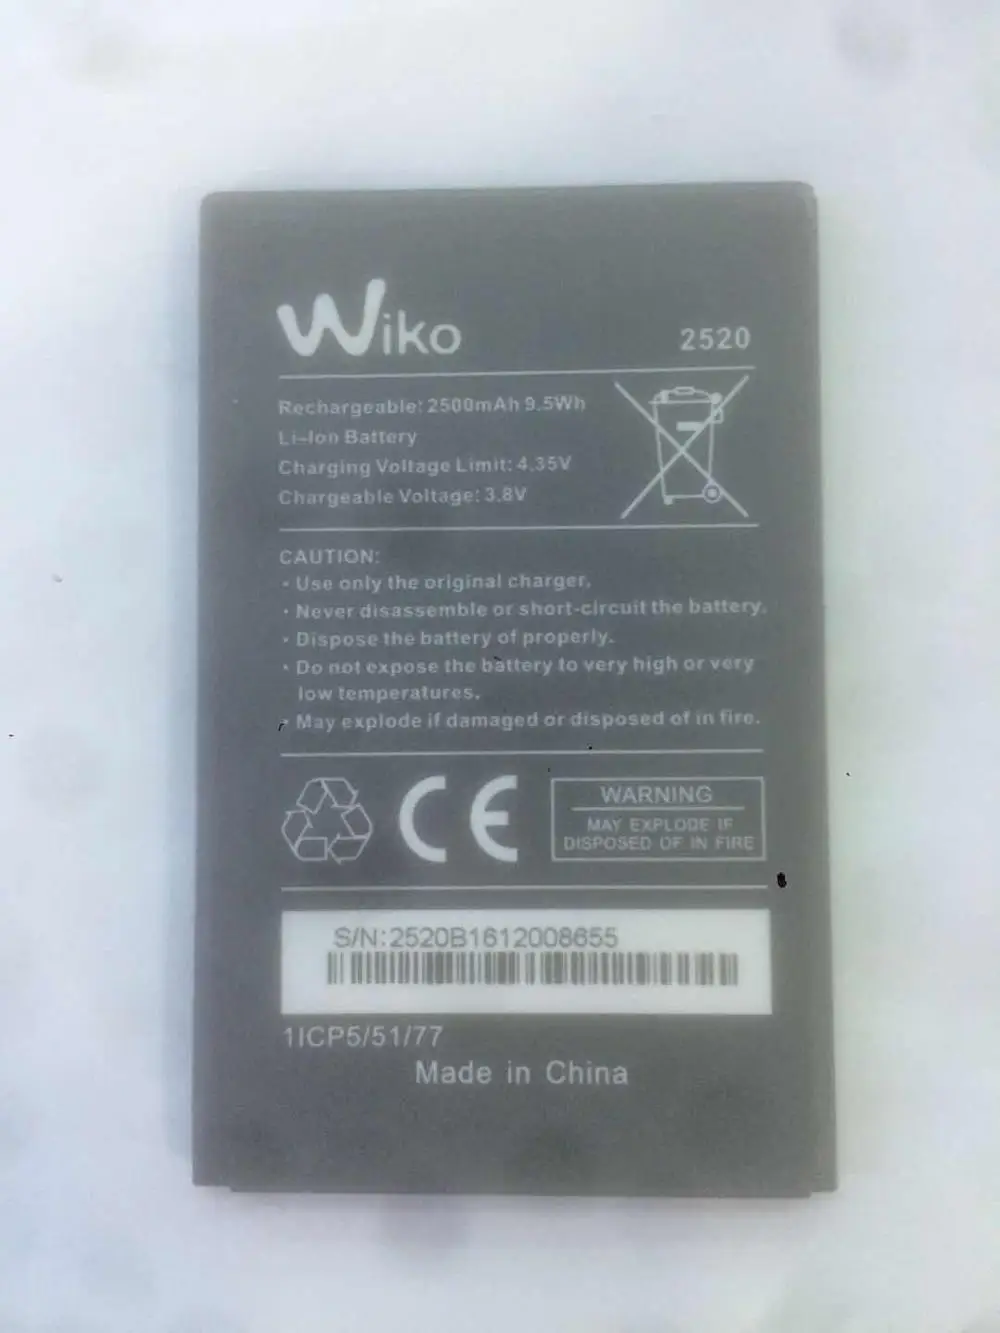 Wiko
2520
Rechargeable: 2500mAh 9.5Wh
Li-Ion Battery
Charging Voltage Limit: 4.35V
Chargeable Voltage: 3.8V
CAUTION:
· Use only the original charger.
· Never disassemble or short-circuit the battery.
· Dispose the battery of properly.
· Do not expose the battery to very high or very
low temperatures.
· May explode if damaged or disposed of in fire.
CE
WARNING
MAY EXPLODE IF
DISPOSED OF IN FIRE
S/N:2520B1612008655
1ICP5/51/77
Made in China